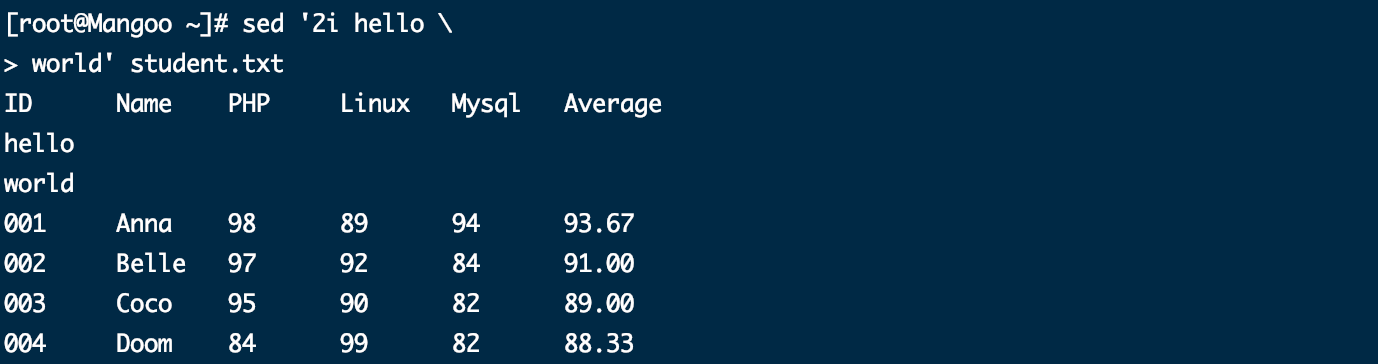 [root@Mangoo ~]# sed '2i hello \
> world' student.txt
ID Name PHP Linux Mysql Average
hello
world
001 Anna 98 89 94 93.67
002 Belle 97 92 84 91.00
003 Coco 95 90 82 89.00
004 Doom 84 99 82 88.33